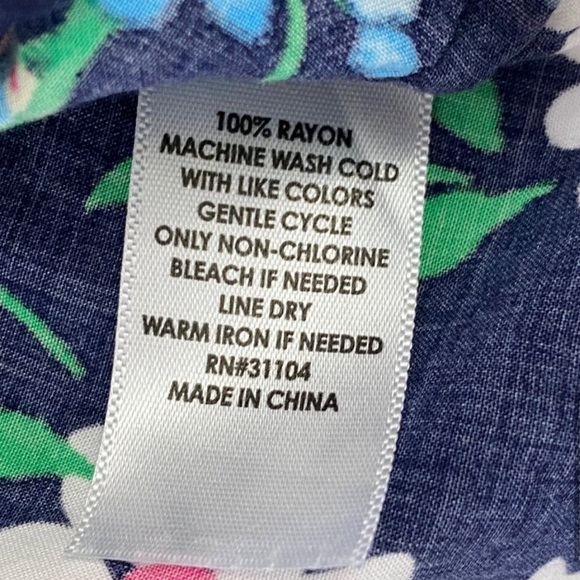 100% RAYON
MACHINE WASH COLD
WITH LIKE COLORS
GENTLE CYCLE
ONLY NON-CHLORINE
BLEACH IF NEEDED
LINE DRY
WARM IRON IF NEEDED
RN#31104
MADE IN CHINA